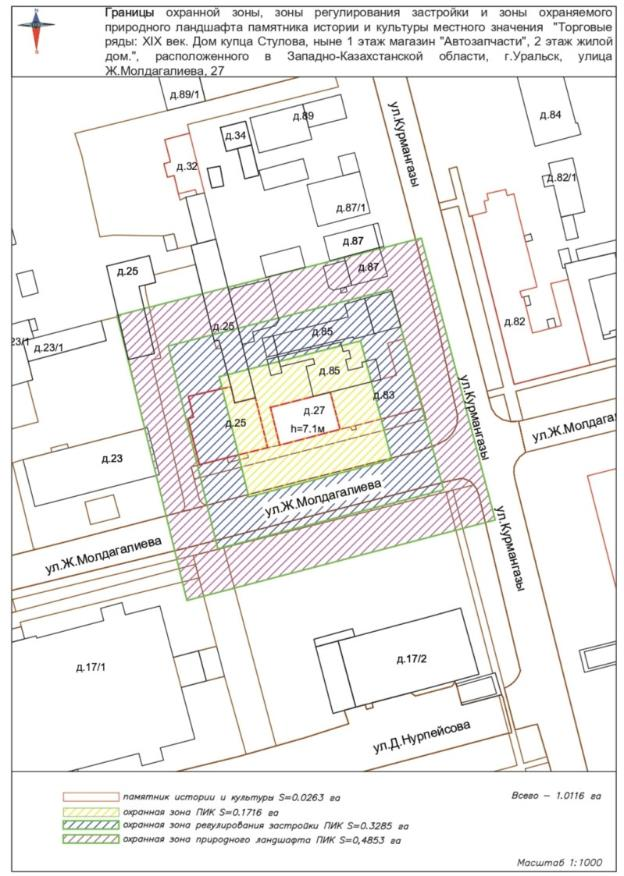 Границы охранной зоны, зоны регулирования застройки и зоны охраняемого
природного ландшафта памятника истории и культуры местного значения "Торговые
ряды: XIX век. Дом купца Стулова, ныне 1 этаж магазин "Автозапчасти", 2 этаж жилой
дом.", расположенного в Западно-Казахстанской области, г.Уральск, улица
Ж.Молдагалиева, 27
д.89/1
д.89
д.84
д.34
ул.Курмангазы
д.32
д.82/1
д.87/1
д.87
д.87
д.25
д.25
д.85
д.82
23/1
д.23/1
д.85
д.83
ул.Курмангазы
д.27
h=7.1м
д.25
ул.Ж.Молдага
д.23
ул.Ж.Молдагалиева
ул.Курмангазы
ул.Ж.Молдагалиева
д.17/1
д.17/2
ул.Д.Нурпейсова
памятник истории и культуры S=0.0263 га
Всего – 1.0116 га
охранная зона ПИК S=0.1716 га
охранная зона регулирования застройки ПИК S=0.3285 га
охранная зона природного ландшафта ПИК S=0,4853 га
Масштаб 1:1000